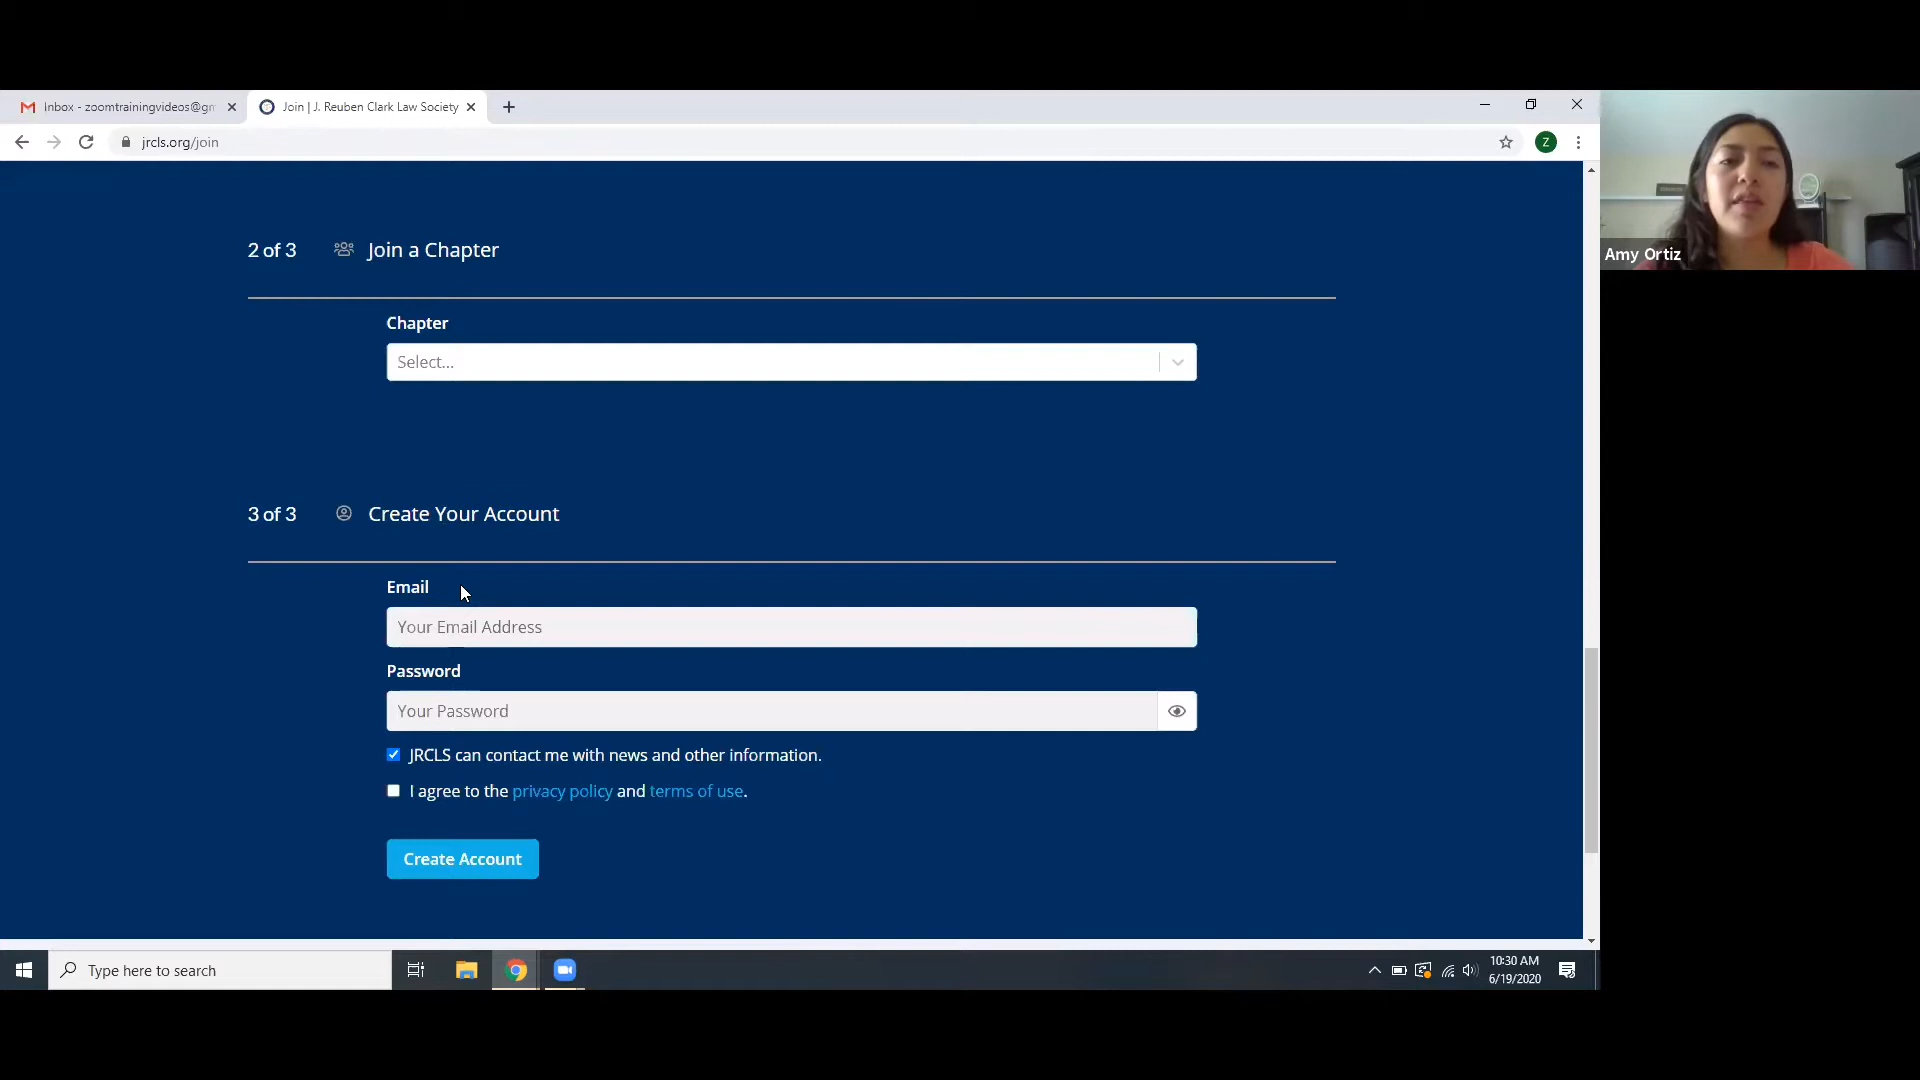 Inbox - zoomtrainingvideos@gm
Join | J. Reuben Clark Law Society
jrcls.org/join
Z
2 of 3 Join a Chapter
Chapter
Select...
3 of 3 Create Your Account
Email
Your Email Address
Password
Your Password
JRCLS can contact me with news and other information.
I agree to the privacy policy and terms of use.
Create Account
Amy Ortiz
Type here to search
10:30 AM
6/19/2020